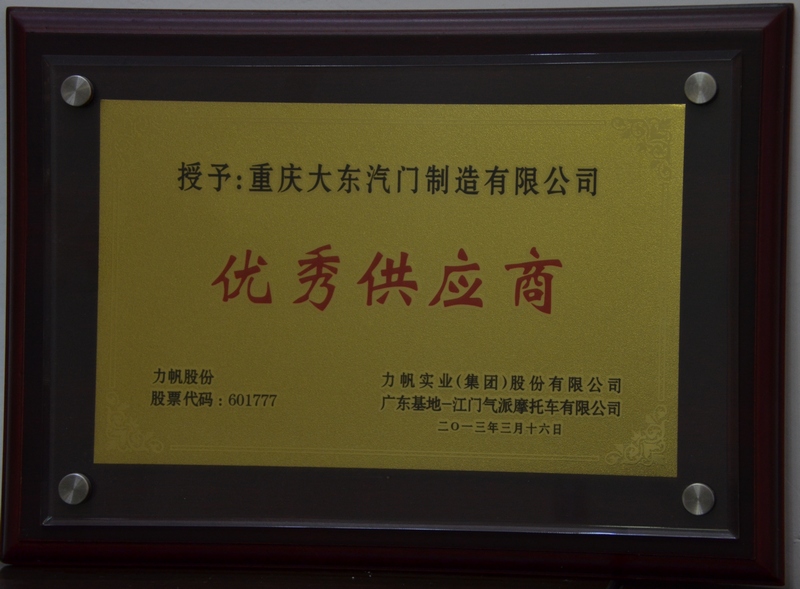 授予:重庆大东汽门制造有限公司
优秀供应商
力帆股份
股票代码:601777
力帆实业(集团)股份有限公司
广东基地-江门气派摩托车有限公司
二〇一三年三月十六日